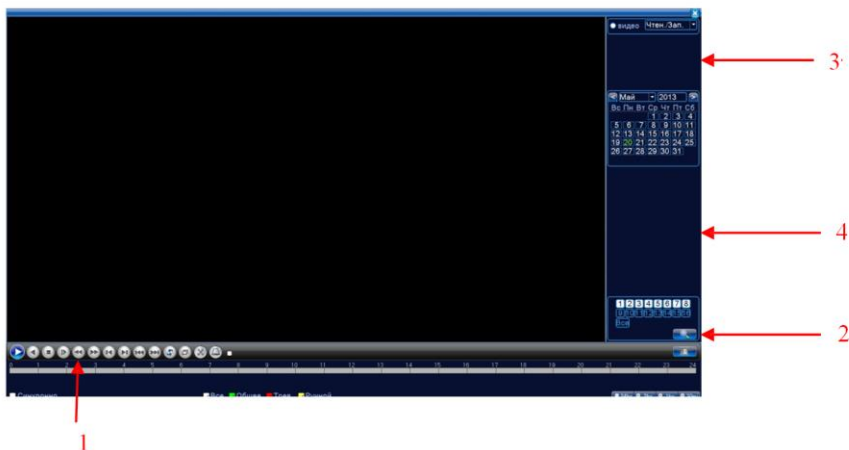 видео Чтен./Зап.
3
Май 2013
Вс Пн Вт Ср Чт Пт Сб
1 2 3 4
5 6 7 8 9 10 11
12 13 14 15 16 17 18
19 20 21 22 23 24 25
26 27 28 29 30 31
4
1 2 3 4 5 6 7 8
Все
2
0 1 2 3 4 5 6 7 8 9 10 11 12 13 14 15 16 17 18 19 20 21 22 23 24
Синхронно Все Общее Трев. Ручной
1